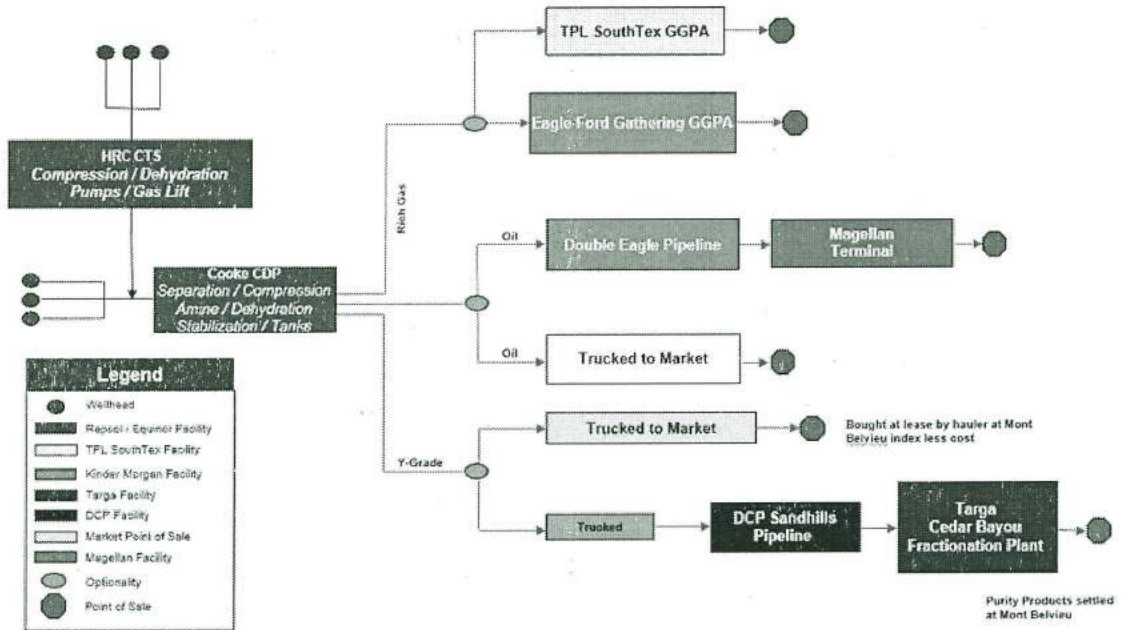 TPL SouthTex GGPA
Eagle Ford Gathering GGPA
HRC CTS
Compression / Dehydration
Pumps / Gas Lift
Rich Gas
Oil
Double Eagle Pipeline
Magellan
Terminal
Cooke CDP
Separation / Compression
Amine / Dehydration
Stabilization / Tanks
Oil
Trucked to Market
Legend
Wellhead
Repsol / Equinor Facility
TPL SouthTex Facility
Kinder Morgan Facility
Targa Facility
DCP Facility
Market Point of Sale
Magellan Facility
Optionality
Point of Sale
Trucked to Market
Bought at lease by hauler at Mont
Belvieu index less cost
Y-Grade
Trucked
DCP Sandhills
Pipeline
Targa
Cedar Bayou
Fractionation Plant
Purity Products settled
at Mont Belvieu